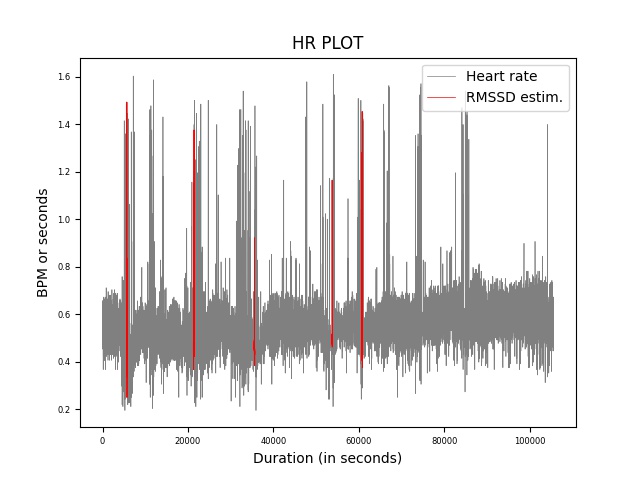 HR PLOT
Heart rate
RMSSD estim.
BPM or seconds
1.6
1.4
1.2
1.0
0.8
0.6
0.4
0.2
0
20000
40000
60000
80000
100000
Duration (in seconds)